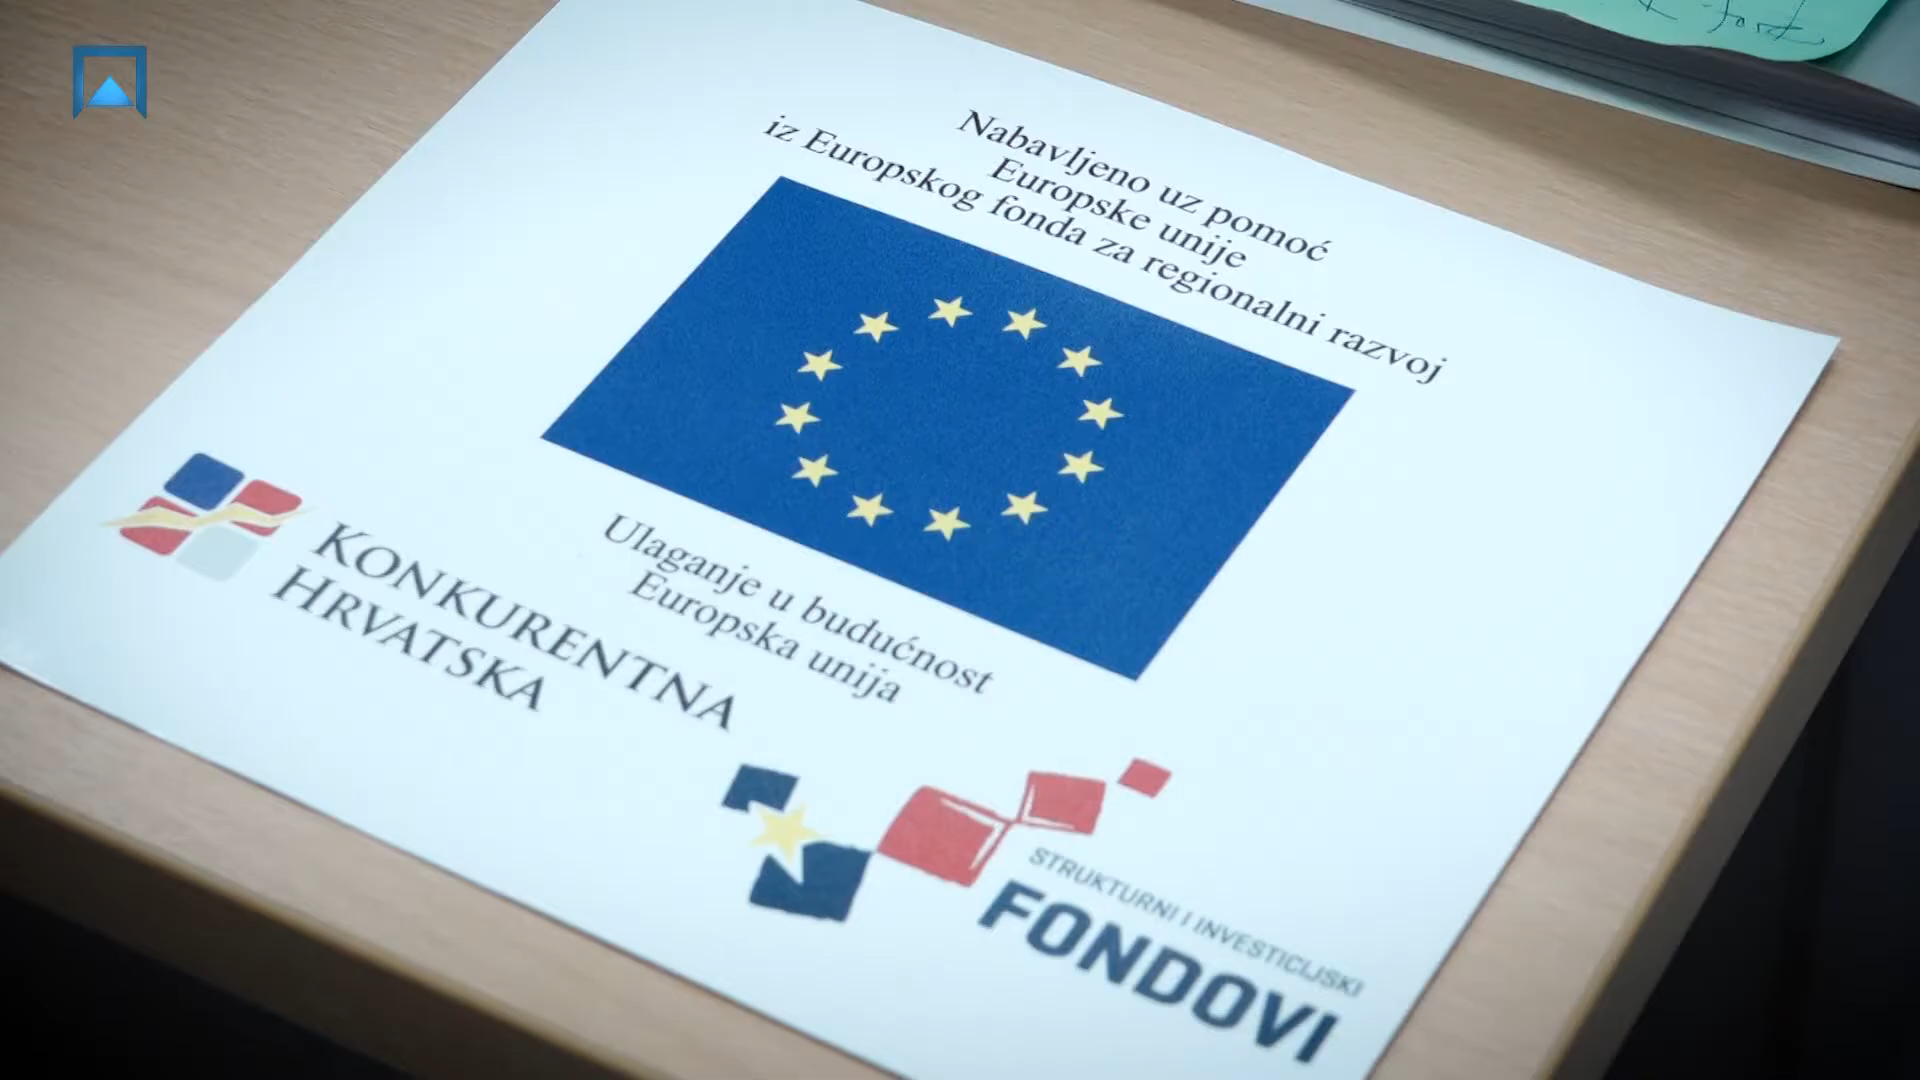 Nabavljeno uz pomoć
Europske unije
iz Europskog fonda za regionalni razvoj
Ulaganje u budućnost
Europska unija
KONKURENTNA
HRVATSKA
STRUKTURNI I INVESTICIJSKI
FONDOVI